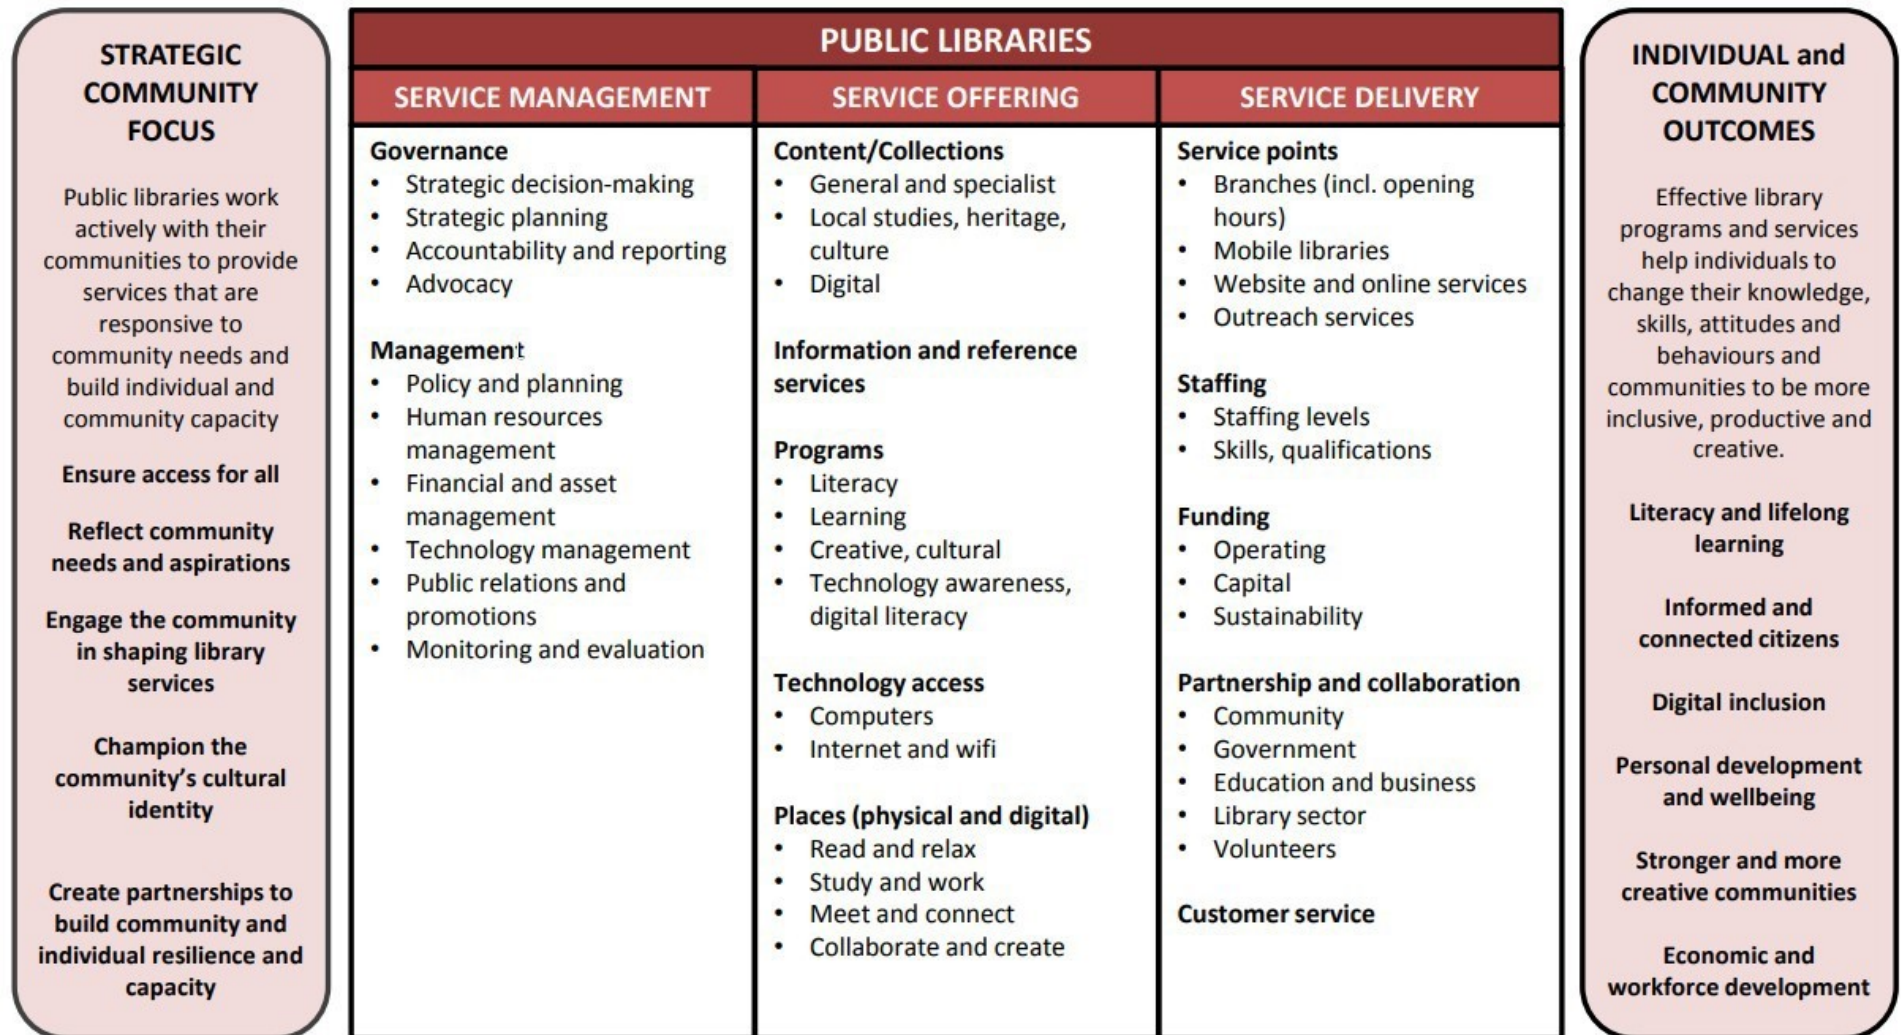 STRATEGIC
COMMUNITY
FOCUS
Public libraries work
actively with their
communities to provide
services that are
responsive to
community needs and
build individual and
community capacity
Ensure access for all
Reflect community
needs and aspirations
Engage the community
in shaping library
services
Champion the
community's cultural
identity
Create partnerships to
build community and
individual resilience and
capacity
PUBLIC LIBRARIES
SERVICE MANAGEMENT
Governance
• Strategic decision-making
• Strategic planning
• Accountability and reporting
• Advocacy
Management
• Policy and planning
• Human resources
management
• Financial and asset
management
• Technology management
• Public relations and
promotions
• Monitoring and evaluation
SERVICE OFFERING
Content/Collections
• General and specialist
• Local studies, heritage,
culture
• Digital
Information and reference
services
Programs
• Literacy
• Learning
• Creative, cultural
• Technology awareness,
digital literacy
Technology access
• Computers
• Internet and wifi
Places (physical and digital)
• Read and relax
• Study and work
• Meet and connect
• Collaborate and create
SERVICE DELIVERY
Service points
• Branches (incl. opening
hours)
• Mobile libraries
• Website and online services
• Outreach services
Staffing
• Staffing levels
• Skills, qualifications
Funding
• Operating
• Capital
• Sustainability
Partnership and collaboration
• Community
• Government
• Education and business
• Library sector
• Volunteers
Customer service
INDIVIDUAL and
COMMUNITY
OUTCOMES
Effective library
programs and services
help individuals to
change their knowledge,
skills, attitudes and
behaviours and
communities to be more
inclusive, productive and
creative.
Literacy and lifelong
learning
Informed and
connected citizens
Digital inclusion
Personal development
and wellbeing
Stronger and more
creative communities
Economic and
workforce development